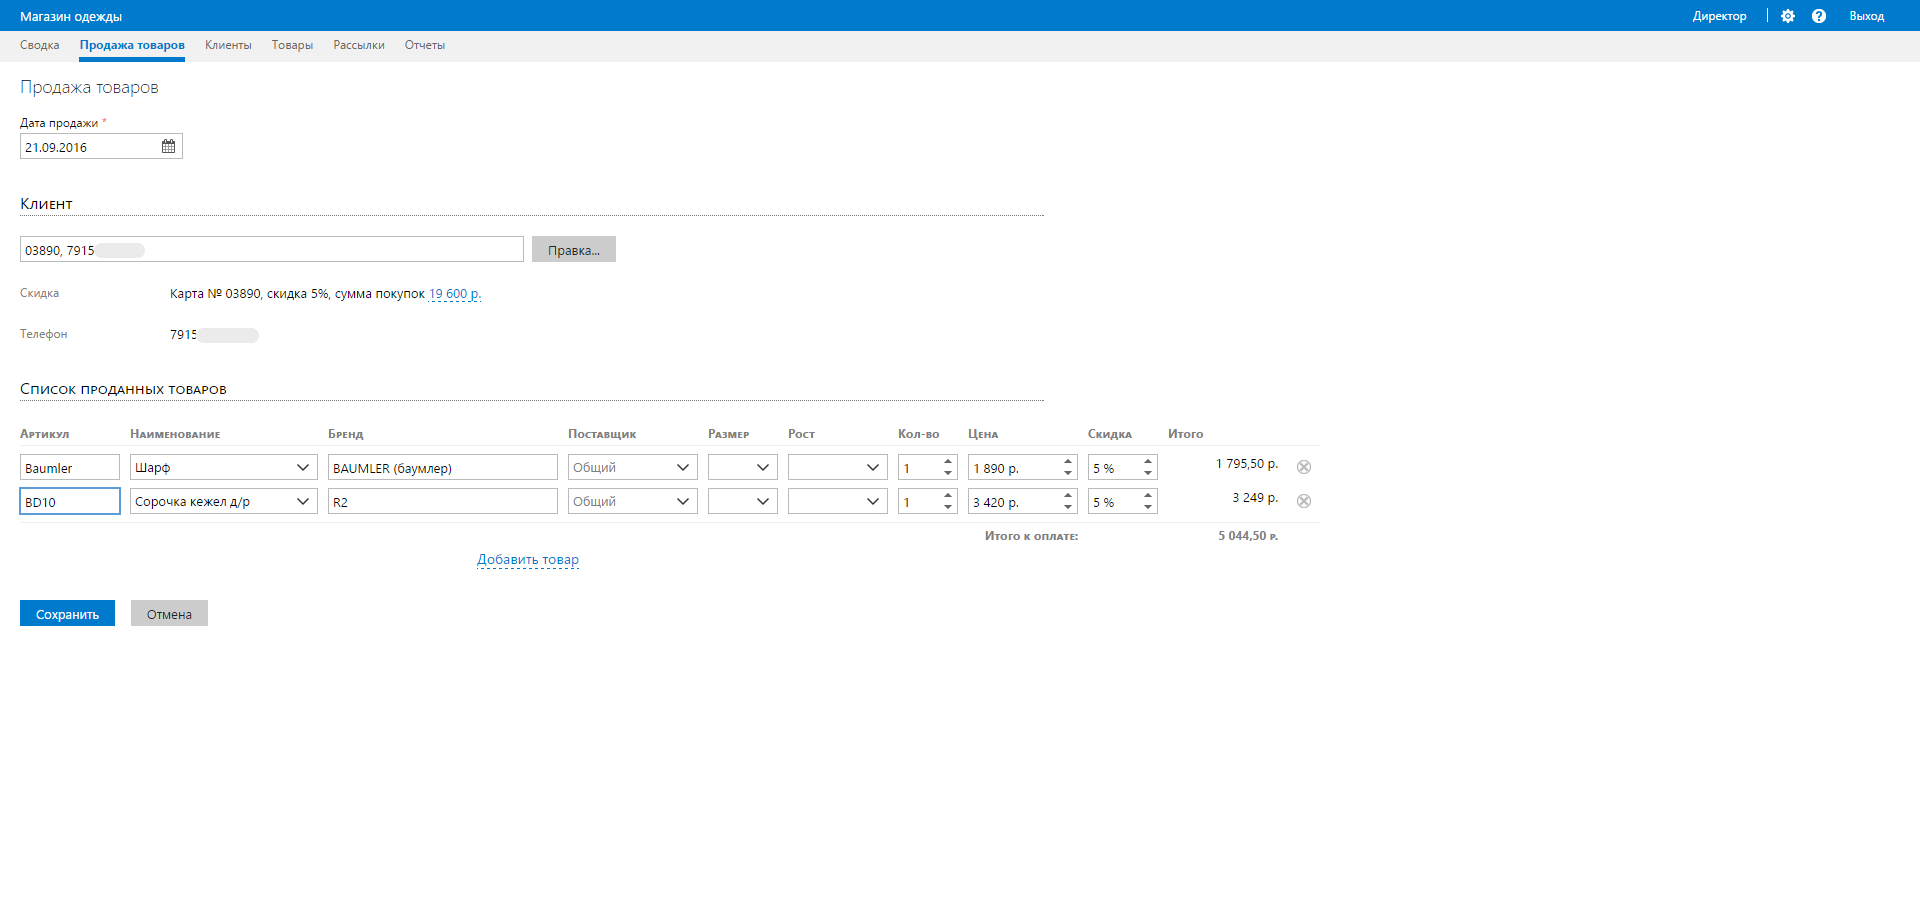 Магазин одежды Директор Выход
Сводка Продажа товаров Клиенты Товары Рассылки Отчеты
Продажа товаров
Дата продажи *
21.09.2016
Клиент
03890, 7915 Правка...
Скидка Карта № 03890, скидка 5%, сумма покупок 19 600 р.
Телефон 7915
Список проданных товаров
Артикул Наименование Бренд Поставщик Размер Рост Кол-во Цена Скидка Итого
Baumler Шарф BAUMLER (баумлер) Общий 1 1 890 р. 5 % 1 795,50 р.
BD10 Сорочка кежел д/р R2 Общий 1 3 420 р. 5 % 3 249 р.
Итого к оплате: 5 044,50 р.
Добавить товар
Сохранить Отмена